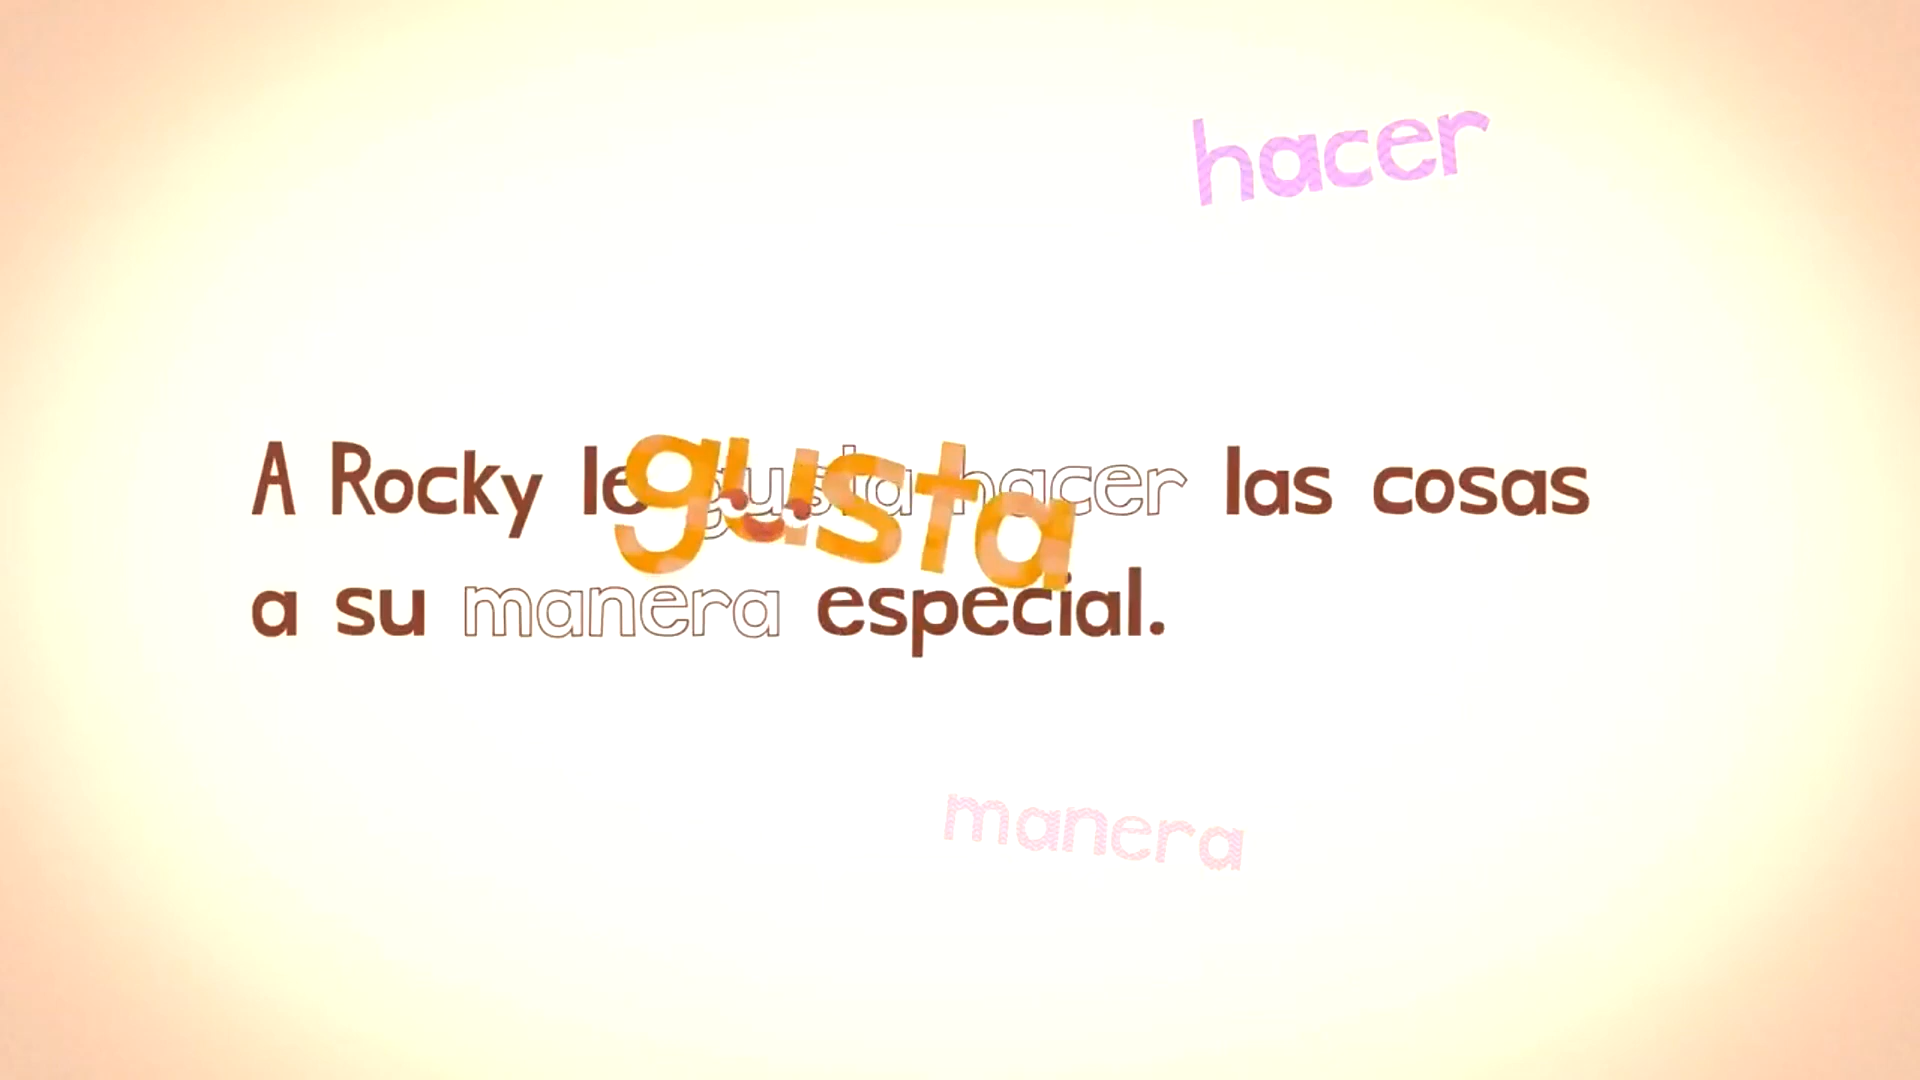 hacer
A Rocky le gusta hacer las cosas
gusta
a su manera especial.
manera